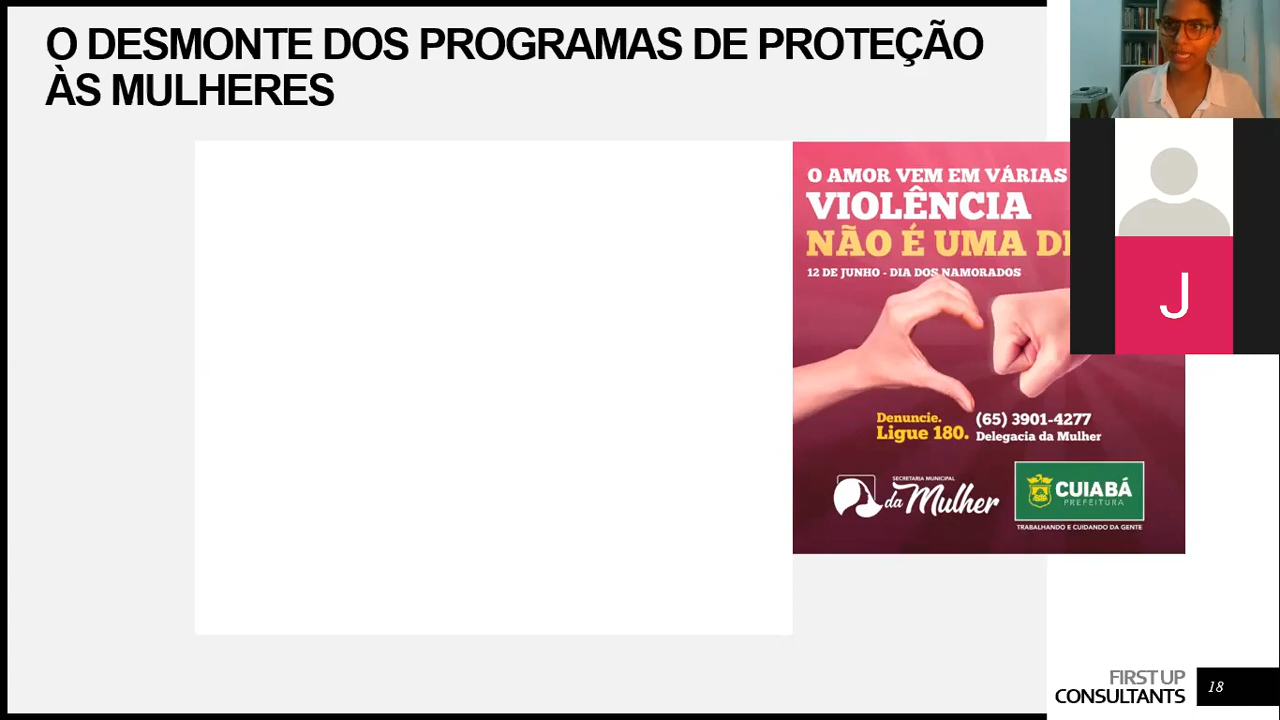 O DESMONTE DOS PROGRAMAS DE PROTEÇÃO
ÀS MULHERES
O AMOR VEM EM VÁRIAS
VIOLÊNCIA
NÃO É UMA
12 DE JUNHO - DIA DOS NAMORADOS
J
Denuncie.
Ligue 180.
(65) 3901-4277
Delegacia da Mulher
SECRETARIA MUNICIPAL
da Mulher
CUIABÁ
PREFEITURA
TRABALHANDO E CUIDANDO DA GENTE
FIRST UP
CONSULTANTS
18